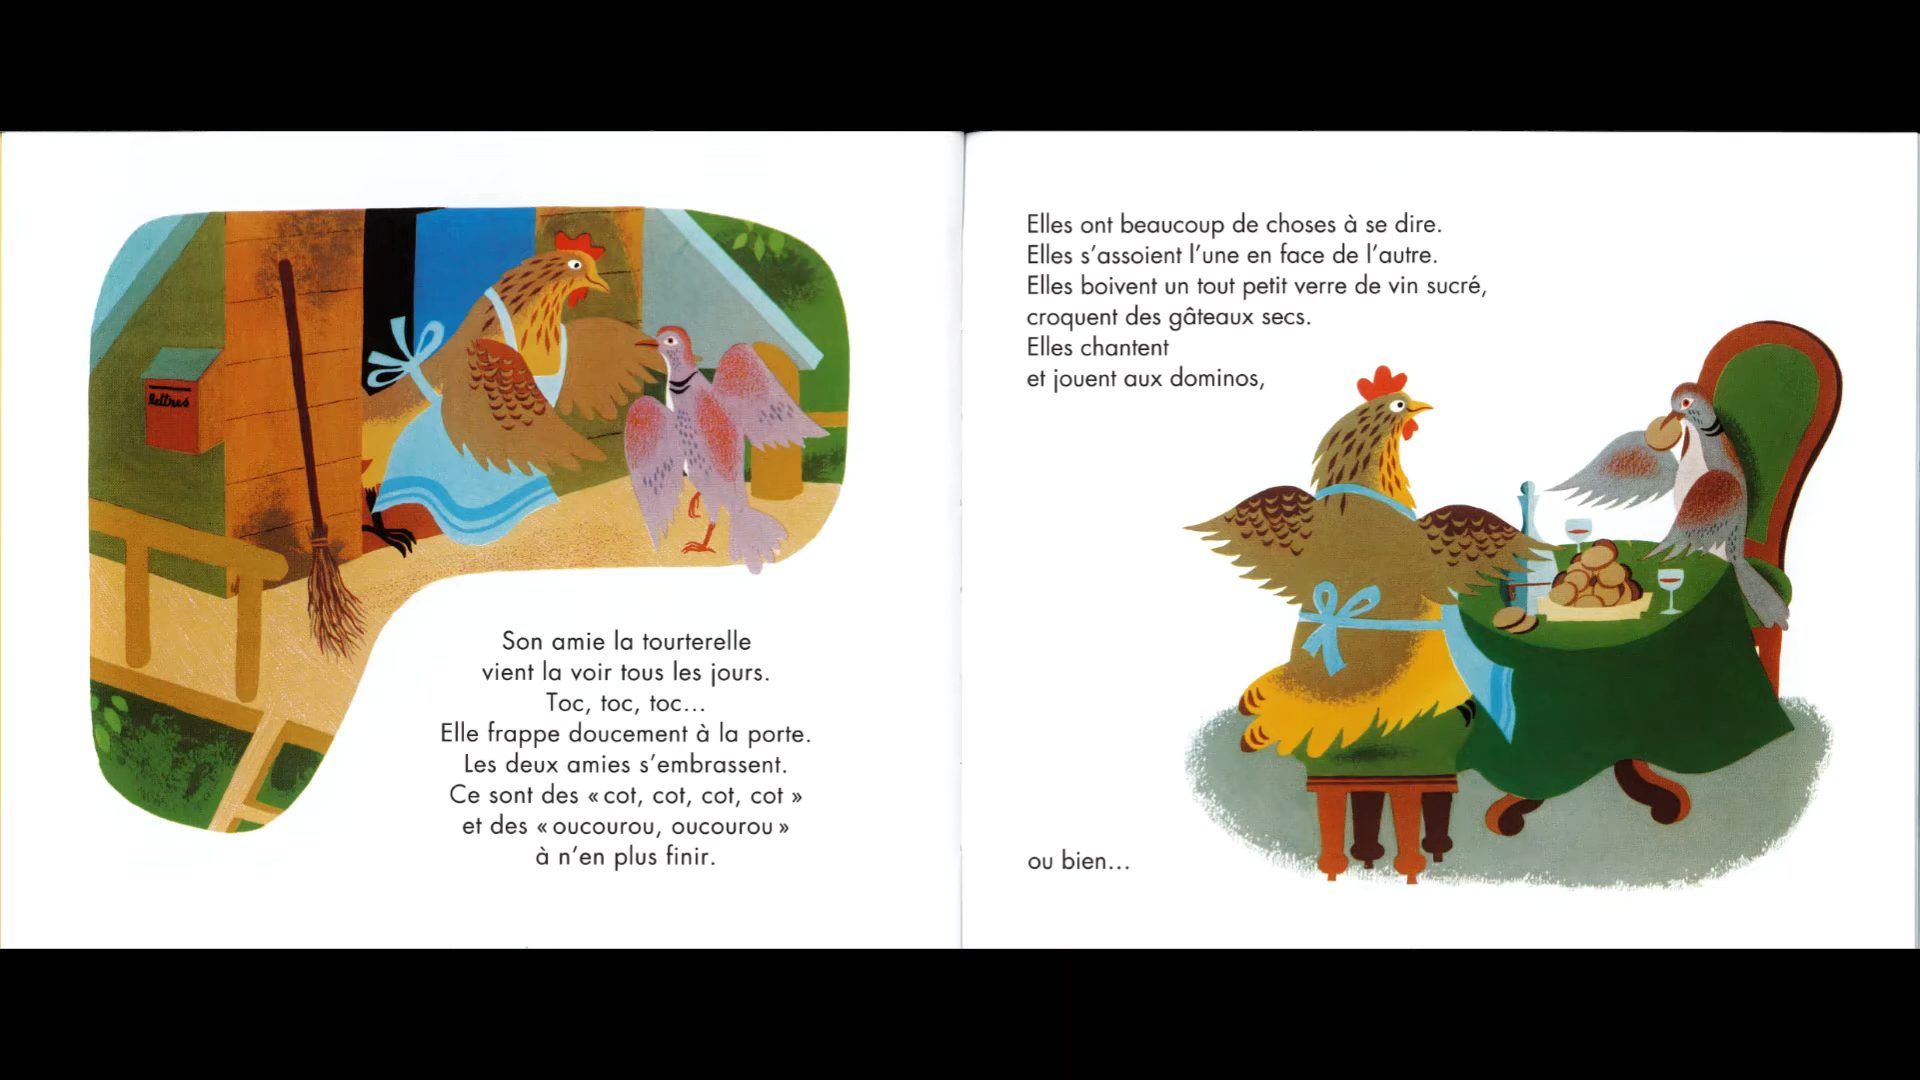 lettres
Son amie la tourterelle
vient la voir tous les jours.
Toc, toc, toc...
Elle frappe doucement à la porte.
Les deux amies s'embrassent.
Ce sont des « cot, cot, cot, cot »
et des « oucourou, oucourou »
à n'en plus finir.
Elles ont beaucoup de choses à se dire.
Elles s'assoient l'une en face de l'autre.
Elles boivent un tout petit verre de vin sucré,
croquent des gâteaux secs.
Elles chantent
et jouent aux dominos,
ou bien...